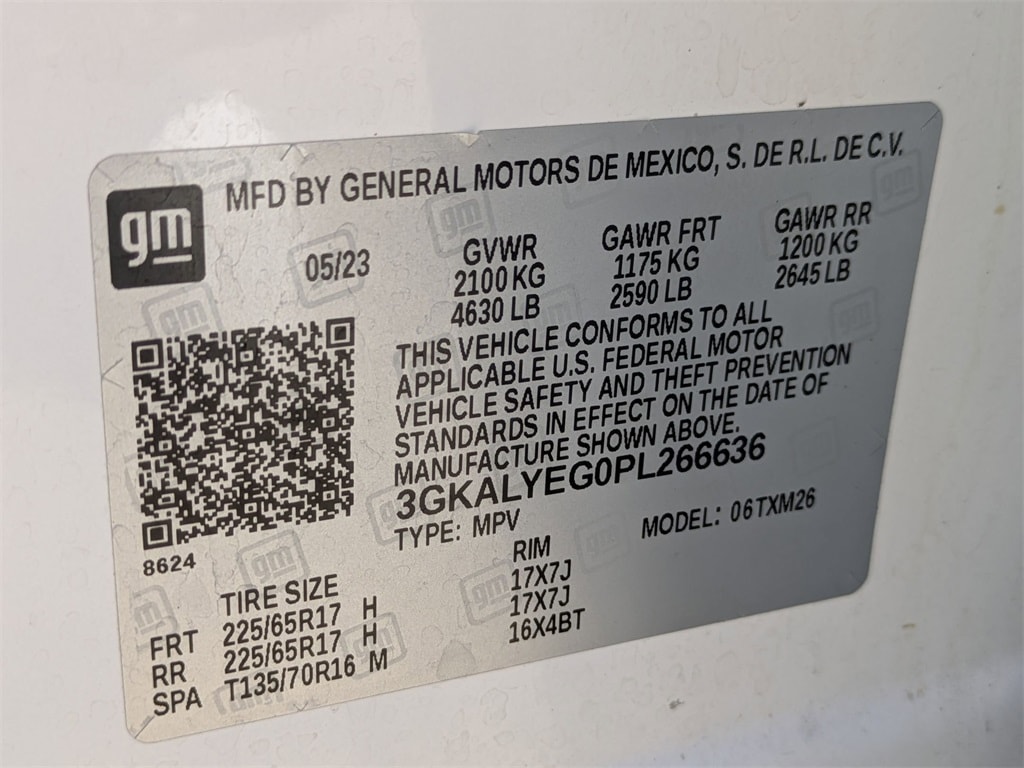 gm
MFD BY GENERAL MOTORS DE MEXICO, S. DE R.L. DE C.V.
05/23
GVWR
2100 KG
4630 LB
GAWR FRT
1175 KG
2590 LB
GAWR RR
1200 KG
2645 LB
THIS VEHICLE CONFORMS TO ALL
APPLICABLE U.S. FEDERAL MOTOR
VEHICLE SAFETY AND THEFT PREVENTION
STANDARDS IN EFFECT ON THE DATE OF
MANUFACTURE SHOWN ABOVE.
3GKALYEG0PL266636
TYPE: MPV MODEL: 06TXM26
8624
TIRE SIZE RIM
FRT 225/65R17 H 17X7J
RR 225/65R17 H 17X7J
SPA T135/70R16 M 16X4BT